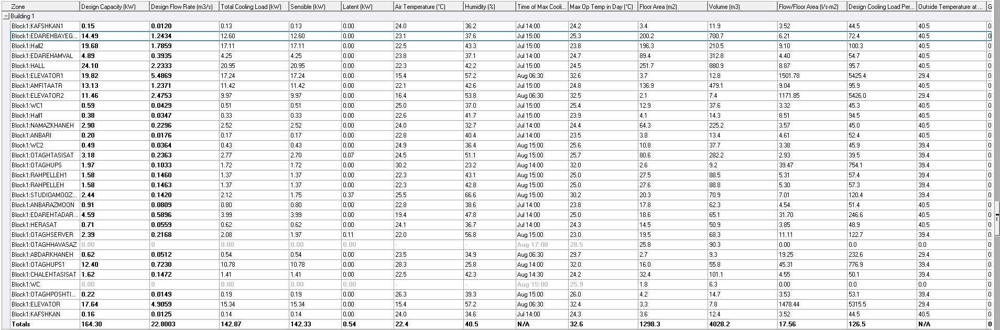 Zone Design Capacity (kW) Design Flow Rate (m3/s) Total Cooling Load (kW) Sensible (kW) Latent (kW) Air Temperature (°C) Humidity (%) Time of Max Cooli... Max Op Temp in Day (°C) Floor Area (m2) Volume (m3) Flow/Floor Area (l/s-m2) Design Cooling Load Per... Outside Temperature at ... G
Building 1
Block1:KAFSHKAN1 0.15 0.0120 0.13 0.13 0.00 24.0 36.2 Jul 14:00 24.2 3.4 11.9 3.52 44.5 40.5 0
Block1:EDAREHBAYEG... 14.49 1.2434 12.60 12.60 0.00 23.1 37.6 Jul 15:00 25.3 200.2 700.7 6.21 72.4 40.5 0
Block1:Hall2 19.68 1.7859 17.11 17.11 0.00 22.5 43.3 Jul 15:00 23.8 196.3 210.5 9.10 100.3 40.5 0
Block1:EDAREHAMVAL 4.89 0.3935 4.25 4.25 0.00 23.8 37.1 Jul 14:00 24.7 89.4 312.8 4.40 54.7 40.5 0
Block1:HALL 24.10 2.2333 20.95 20.95 0.00 22.3 42.2 Jul 15:00 24.5 251.7 880.9 8.87 95.7 40.5 0
Block1:ELEVATOR1 19.82 5.4869 17.24 17.24 0.00 15.4 57.2 Aug 06:30 32.6 3.7 12.8 1501.78 5425.4 29.4 0
Block1:AMFITAATR 13.13 1.2371 11.42 11.42 0.00 22.1 42.6 Jul 15:00 24.8 136.9 479.1 9.04 95.9 40.5 0
Block1:ELEVATOR2 11.46 2.4753 9.97 9.97 0.00 16.4 53.8 Aug 06:30 32.5 2.1 7.4 1171.85 5426.0 29.4 0
Block1:WC1 0.59 0.0429 0.51 0.51 0.00 25.0 37.0 Jul 15:00 25.4 12.9 37.6 3.32 45.3 40.5 0
Block1:Hall1 0.38 0.0347 0.33 0.33 0.00 22.6 41.7 Jul 15:00 23.9 4.1 14.3 8.51 94.5 40.5 0
Block1:NAMAZKHANEH 2.90 0.2296 2.52 2.52 0.00 24.0 32.7 Jul 14:00 24.4 64.3 225.2 3.57 45.0 40.5 0
Block1:ANBARI 0.20 0.0176 0.17 0.17 0.00 22.8 40.4 Jul 14:00 23.5 3.8 13.4 4.61 52.4 40.5 0
Block1:WC2 0.49 0.0364 0.43 0.43 0.00 24.9 36.4 Aug 15:00 25.6 10.8 37.7 3.38 45.9 39.4 0
Block1:OTAGHTASISAT 3.18 0.2363 2.77 2.70 0.07 24.5 51.1 Aug 15:00 25.7 80.6 282.2 2.93 39.5 39.4 0
Block1:OTAGHUPS 1.97 0.1033 1.72 1.72 0.00 30.2 23.2 Aug 14:00 32.0 2.6 9.2 39.47 754.1 39.4 0
Block1:RAHPELLEH1 1.58 0.1460 1.37 1.37 0.00 22.3 43.1 Aug 15:00 25.0 27.5 88.5 5.31 57.4 39.4 0
Block1:RAHPELLEH 1.58 0.1463 1.37 1.37 0.00 22.3 42.8 Aug 15:00 25.0 27.6 88.8 5.30 57.3 39.4 0
Block1:STUDIOAMOOZ... 2.44 0.1420 2.12 1.75 0.37 25.5 66.6 Aug 15:00 30.2 20.3 70.9 7.01 120.4 39.4 0
Block1:ANBARAZMOON 0.91 0.0809 0.80 0.80 0.00 22.8 38.6 Jul 14:00 23.8 17.8 62.3 4.54 51.4 40.5 0
Block1:EDAREHTADAR... 4.59 0.5896 3.99 3.99 0.00 19.4 47.8 Jul 14:00 25.0 18.6 65.1 31.70 246.6 40.5 0
Block1:HERASAT 0.71 0.0559 0.62 0.62 0.00 24.1 36.7 Jul 14:00 24.3 14.5 50.9 3.85 48.9 40.5 0
Block1:OTAGHSERVER 2.39 0.2168 2.08 1.97 0.11 22.0 56.8 Aug 15:00 23.0 19.5 68.3 11.11 122.7 39.4 0
Block1:OTAGHHAVASAZ 0.00 0 0.00 0.00 0.00 - - Aug 17:00 28.5 25.8 90.3 0.00 0.0 0.0 0
Block1:ABDARKHANEH 0.62 0.0512 0.54 0.54 0.00 23.5 34.9 Aug 06:30 29.7 2.7 9.3 19.25 232.6 39.4 0
Block1:OTAGHUPS1 12.40 0.7230 10.78 10.78 0.00 28.3 25.8 Aug 14:00 32.0 16.0 55.8 45.31 776.9 39.4 0
Block1:CHALEHTASISAT 1.62 0.1472 1.41 1.41 0.00 22.5 42.3 Aug 14:30 24.2 32.4 101.1 4.55 50.1 39.4 0
Block1:WC 0.00 0 0.00 0.00 0.00 - - Aug 15:00 25.9 1.8 6.3 0.00 0.0 0.0 0
Block1:OTAGHPOSHTI... 0.22 0.0149 0.19 0.19 0.00 26.3 39.3 Aug 15:00 26.0 4.2 14.7 3.53 53.1 39.4 0
Block1:ELEVATOR 17.64 4.9059 15.34 15.34 0.00 15.4 57.2 Aug 06:30 32.4 3.3 7.8 1478.44 5315.5 29.4 0
Block1:KAFSHKAN 0.16 0.0125 0.14 0.14 0.00 24.0 34.6 Jul 14:00 24.3 3.6 12.4 3.52 44.5 40.5 0
Totals 164.30 22.8003 142.87 142.33 0.54 22.4 40.5 N/A 32.6 1298.3 4028.2 17.56 126.5 N/A 0